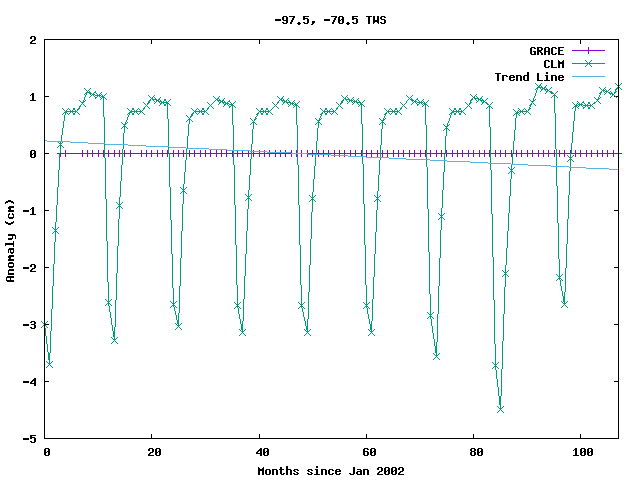 -97.5, -70.5 TWS
GRACE
CLM
Trend Line
2
1
0
-1
-2
-3
-4
-5
Anomaly (cm)
0 20 40 60 80 100
Months since Jan 2002